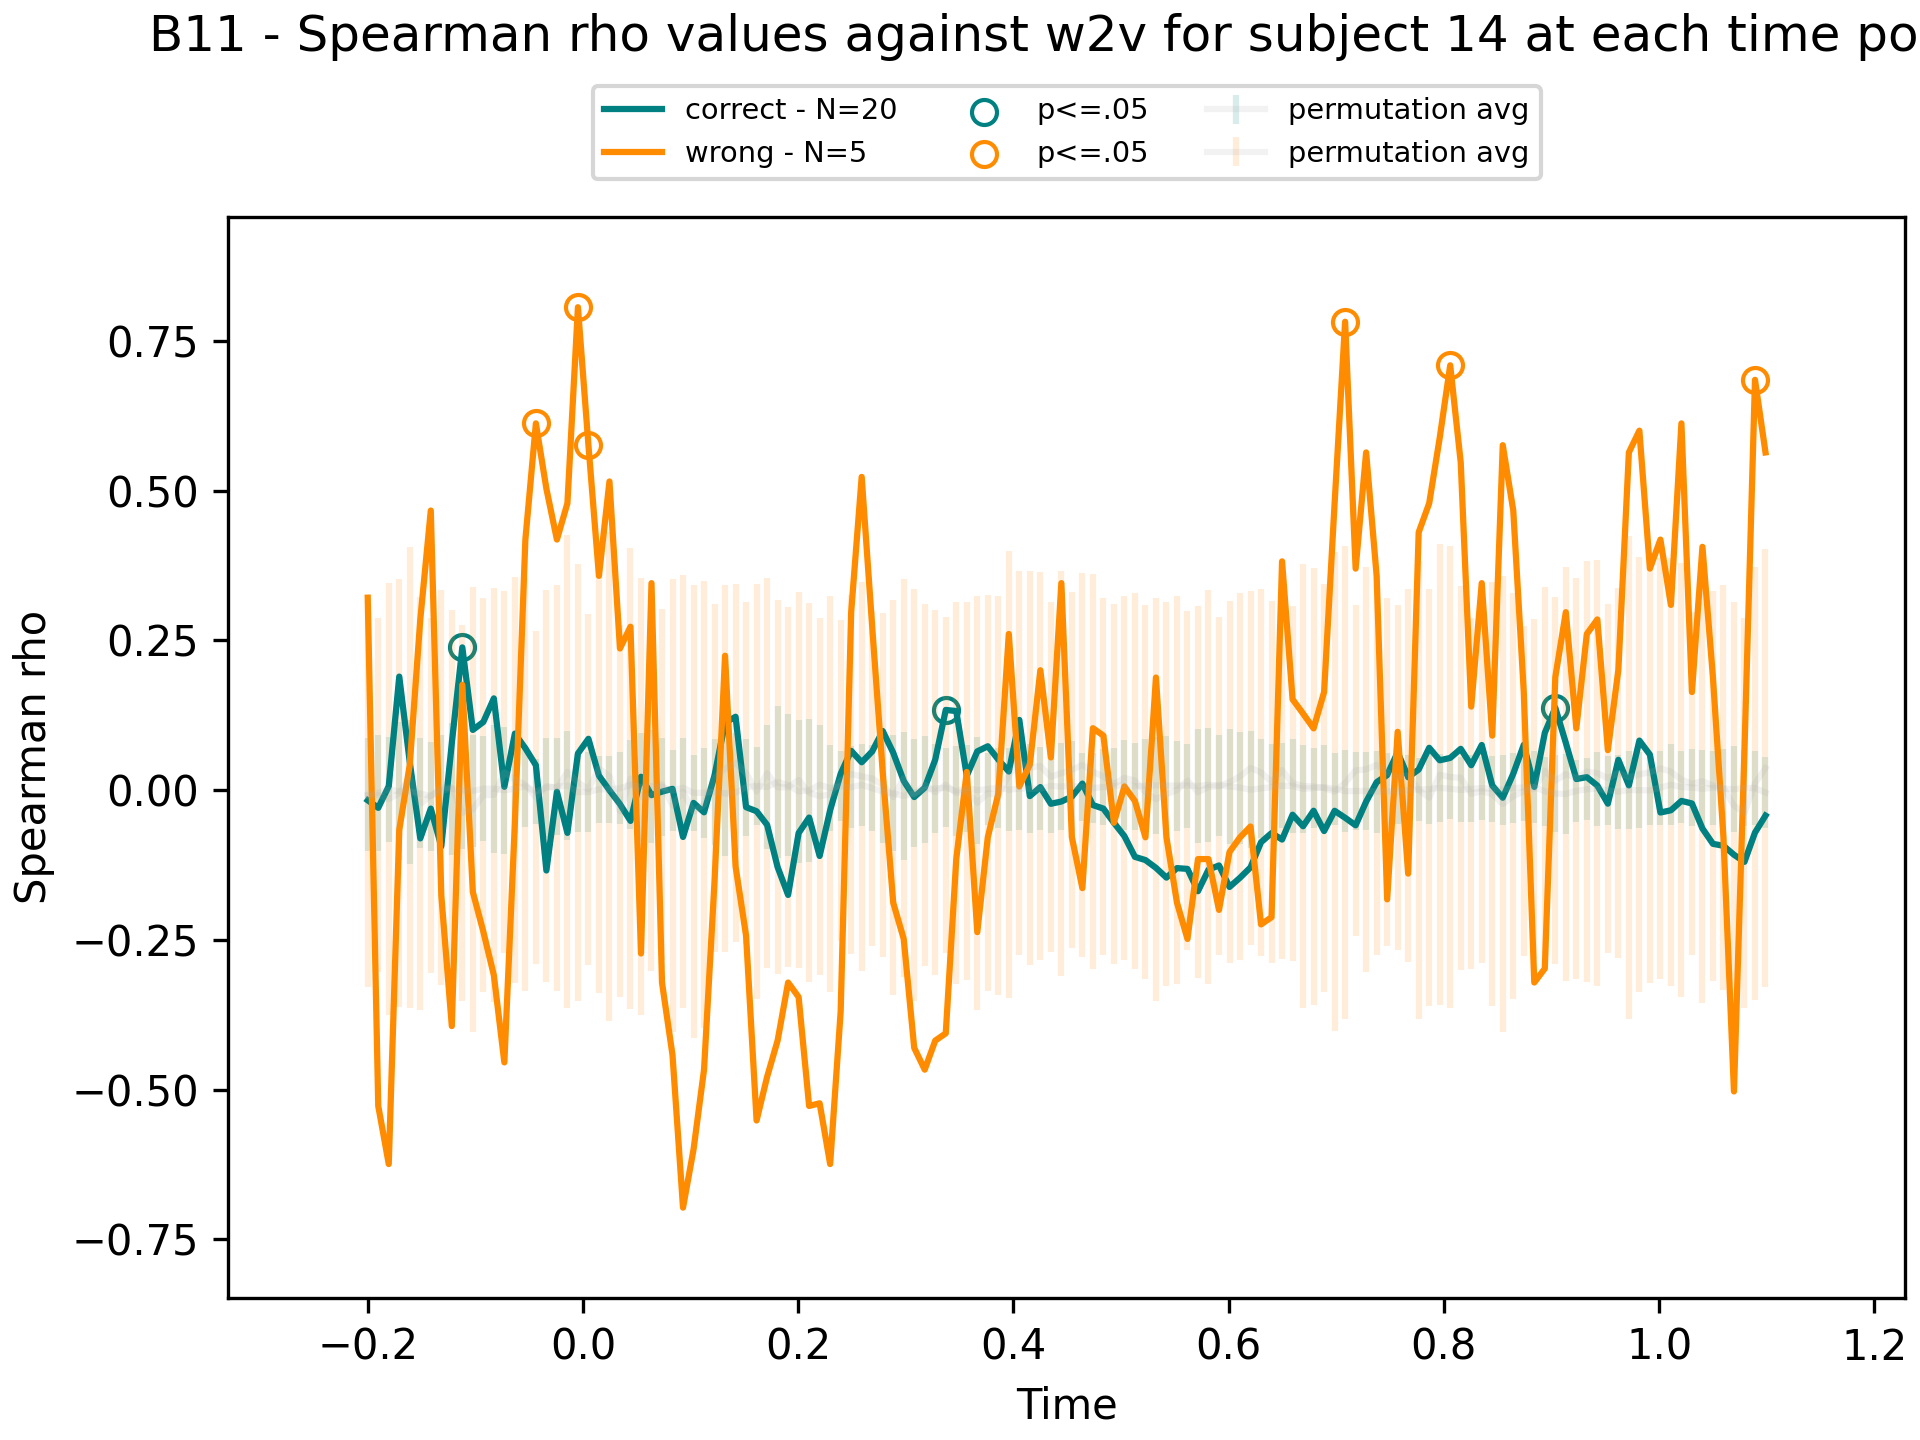 B11 - Spearman rho values against w2v for subject 14 at each time po
correct - N=20
wrong - N=5
p<=.05
p<=.05
permutation avg
permutation avg
Spearman rho
0.75
0.50
0.25
0.00
−0.25
−0.50
−0.75
−0.2
0.0
0.2
0.4
0.6
0.8
1.0
1.2
Time